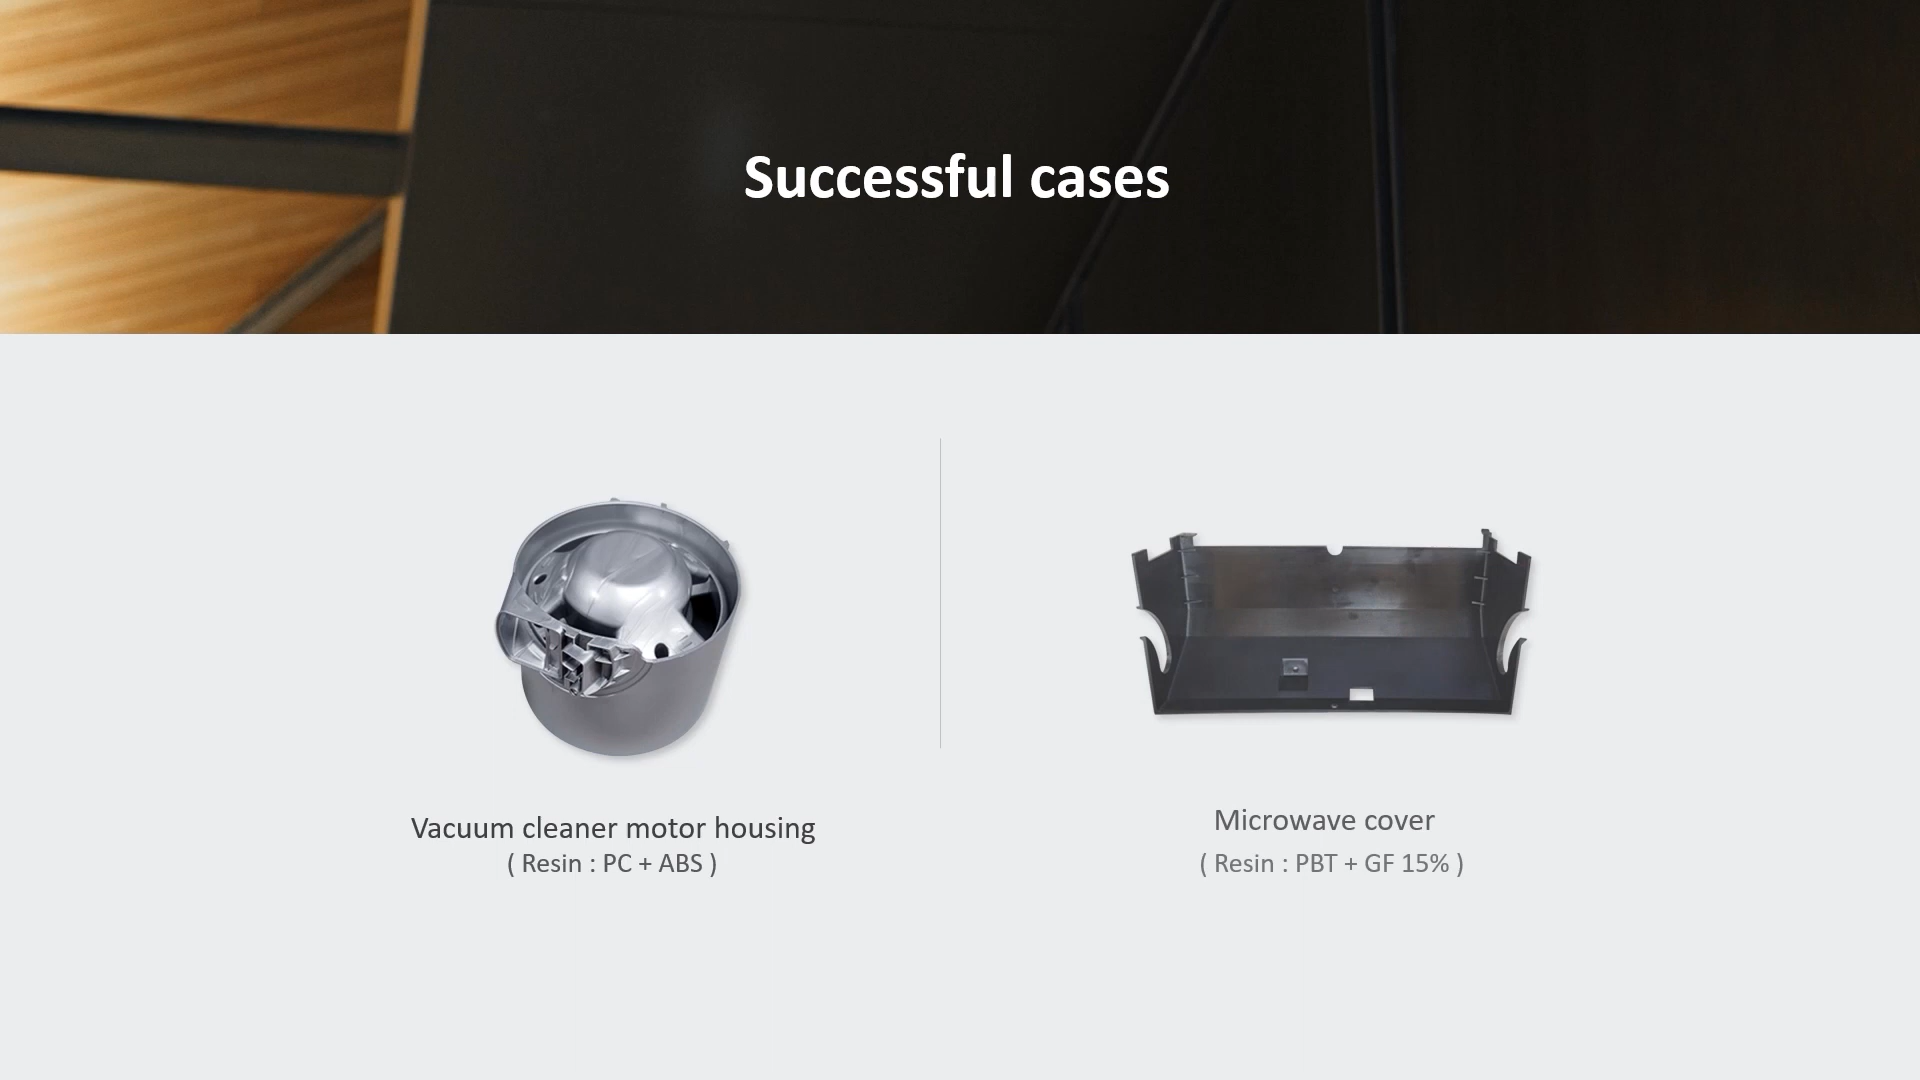 Successful cases
Vacuum cleaner motor housing
( Resin : PC + ABS )
Microwave cover
( Resin : PBT + GF 15% )